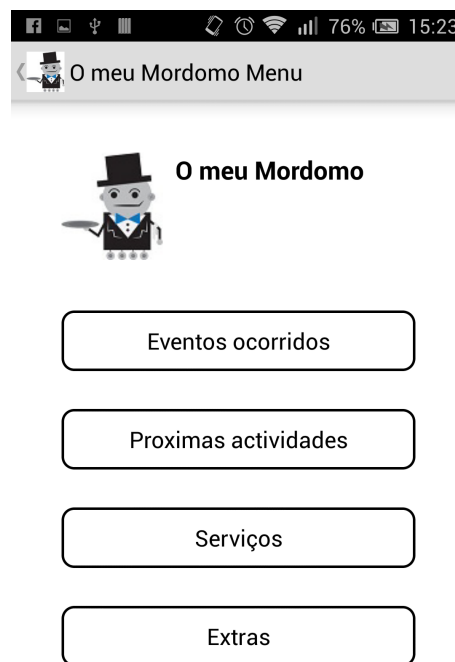 76% 15:23
O meu Mordomo Menu
O meu Mordomo
Eventos ocorridos
Proximas actividades
Serviços
Extras